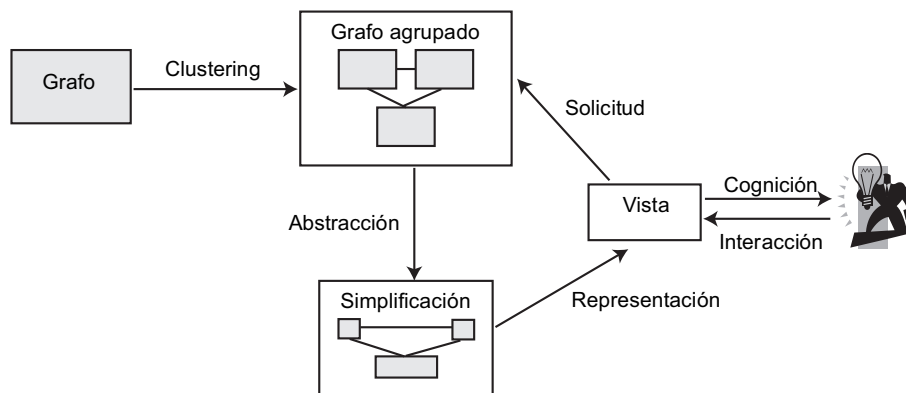 Grafo agrupado
Grafo
Clustering
Solicitud
Cognición
Vista
Abstracción
Interacción
Simplificación
Representación